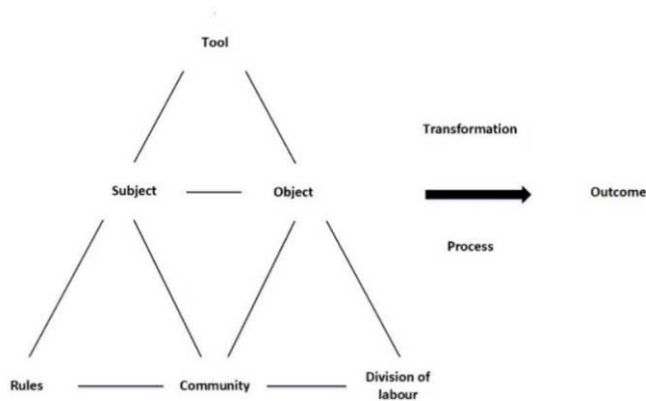 Tool
Transformation
Subject
Object
Outcome
Process
Rules
Community
Division of
labour